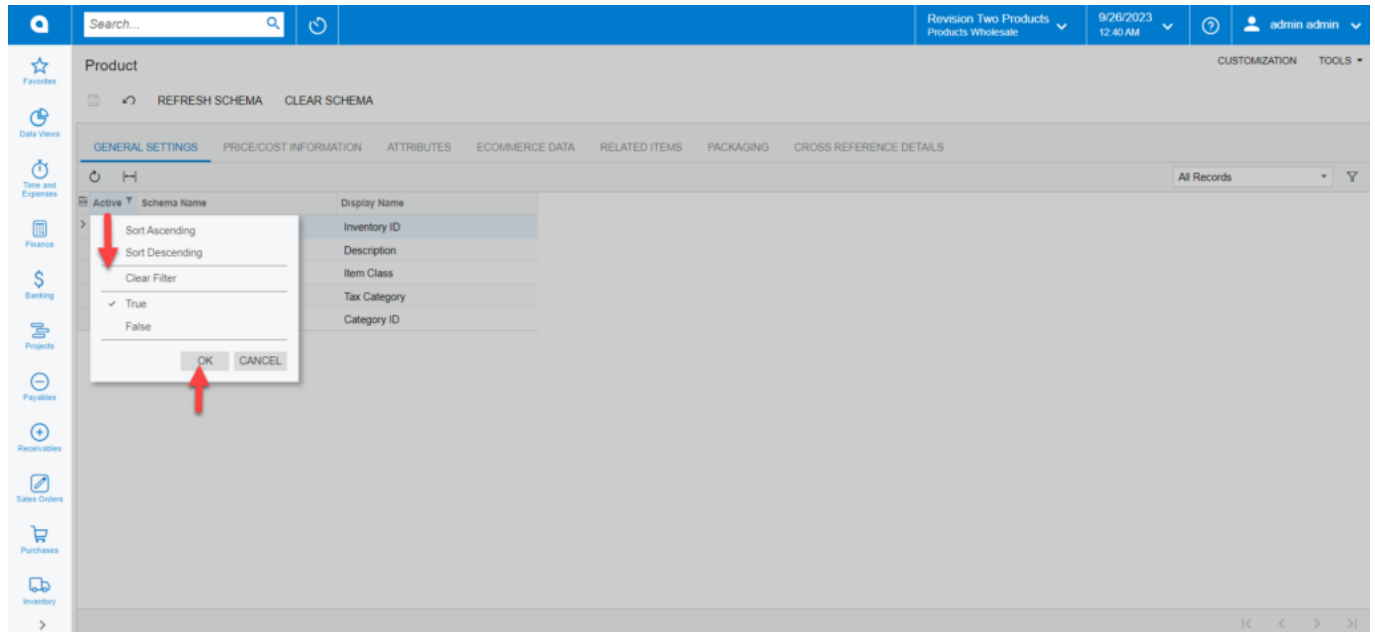 Search...
Revision Two Products
Products Wholesale
9/26/2023
12:40 AM
admin admin
Favorites
Data Views
Time and
Expenses
Finance
Banking
Projects
Payables
Receivables
Sales Orders
Purchases
Inventory
Product
CUSTOMIZATION TOOLS
REFRESH SCHEMA CLEAR SCHEMA
GENERAL SETTINGS PRICE/COST INFORMATION ATTRIBUTES ECOMMERCE DATA RELATED ITEMS PACKAGING CROSS REFERENCE DETAILS
All Records
Active Schema Name Display Name
Sort Ascending
Sort Descending
Clear Filter
True
False
OK CANCEL
Inventory ID
Description
Item Class
Tax Category
Category ID